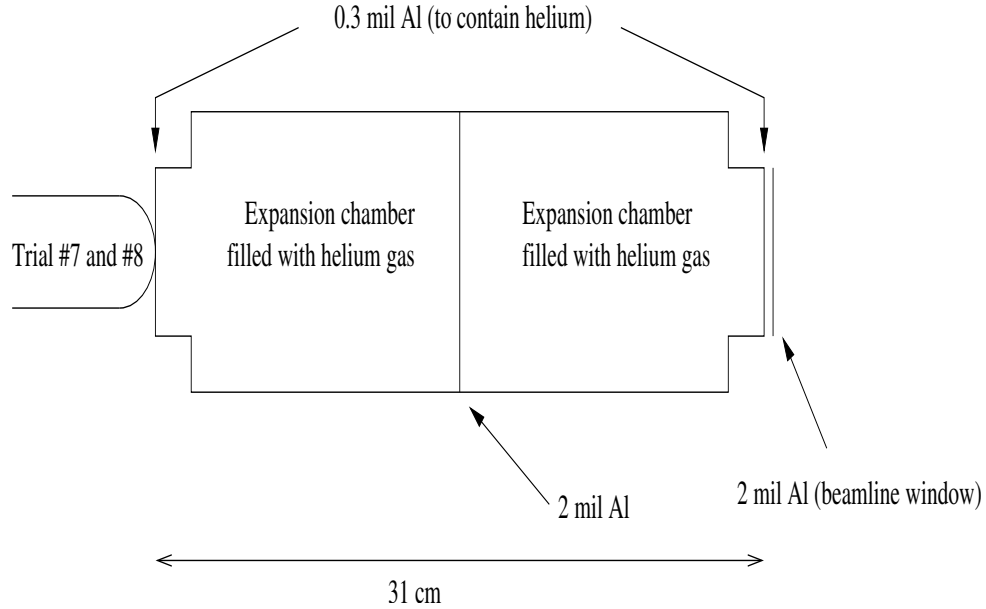 0.3 mil Al (to contain helium)
Expansion chamber
filled with helium gas
Expansion chamber
filled with helium gas
Trial #7 and #8
2 mil Al (beamline window)
2 mil Al
31 cm